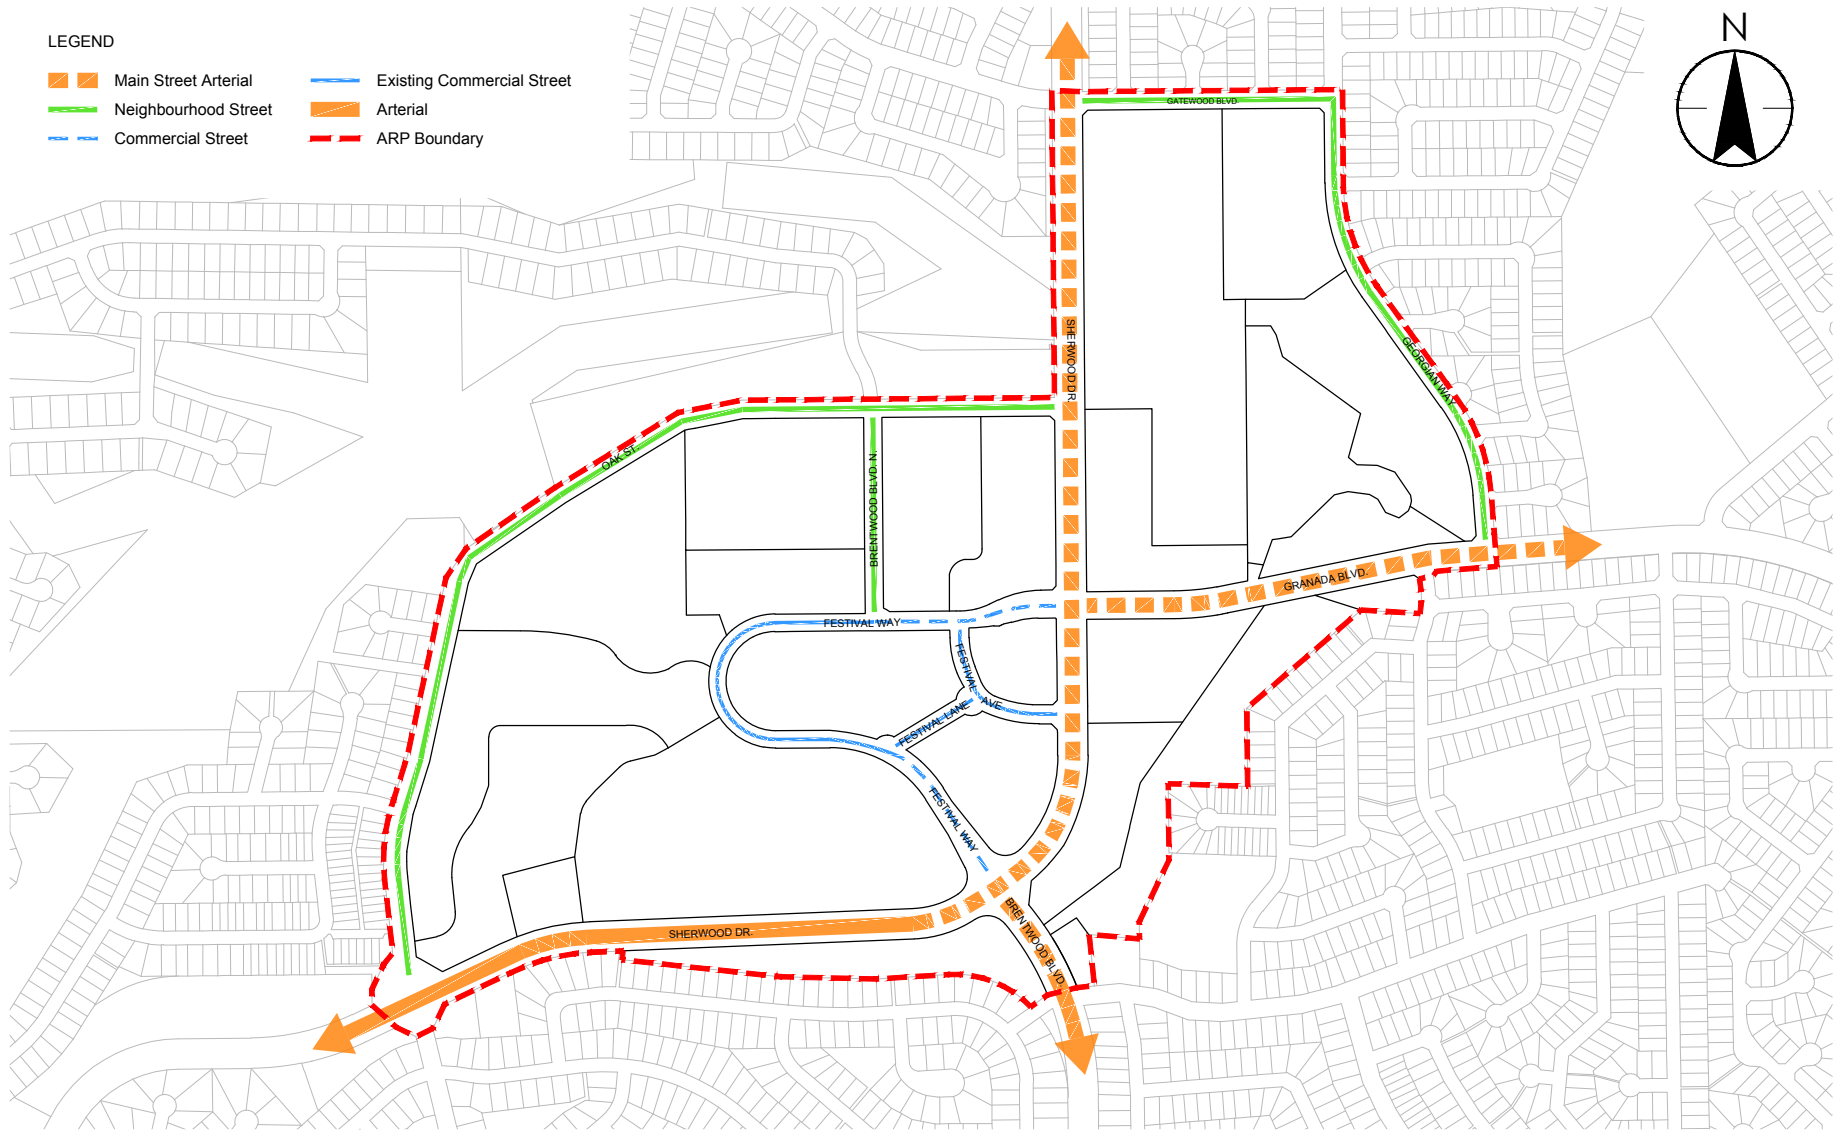 LEGEND
Main Street Arterial
Neighbourhood Street
Commercial Street
Existing Commercial Street
Arterial
ARP Boundary
N
GATEWOOD BLVD.
SHERWOOD DR.
GEORGIAN WAY
OAK ST.
BRENTWOOD BLVD. N.
GRANADA BLVD.
FESTIVAL WAY
FESTIVAL AVE
FESTIVAL LANE
FESTIVAL WAY
SHERWOOD DR.
BRENTWOOD BLVD.